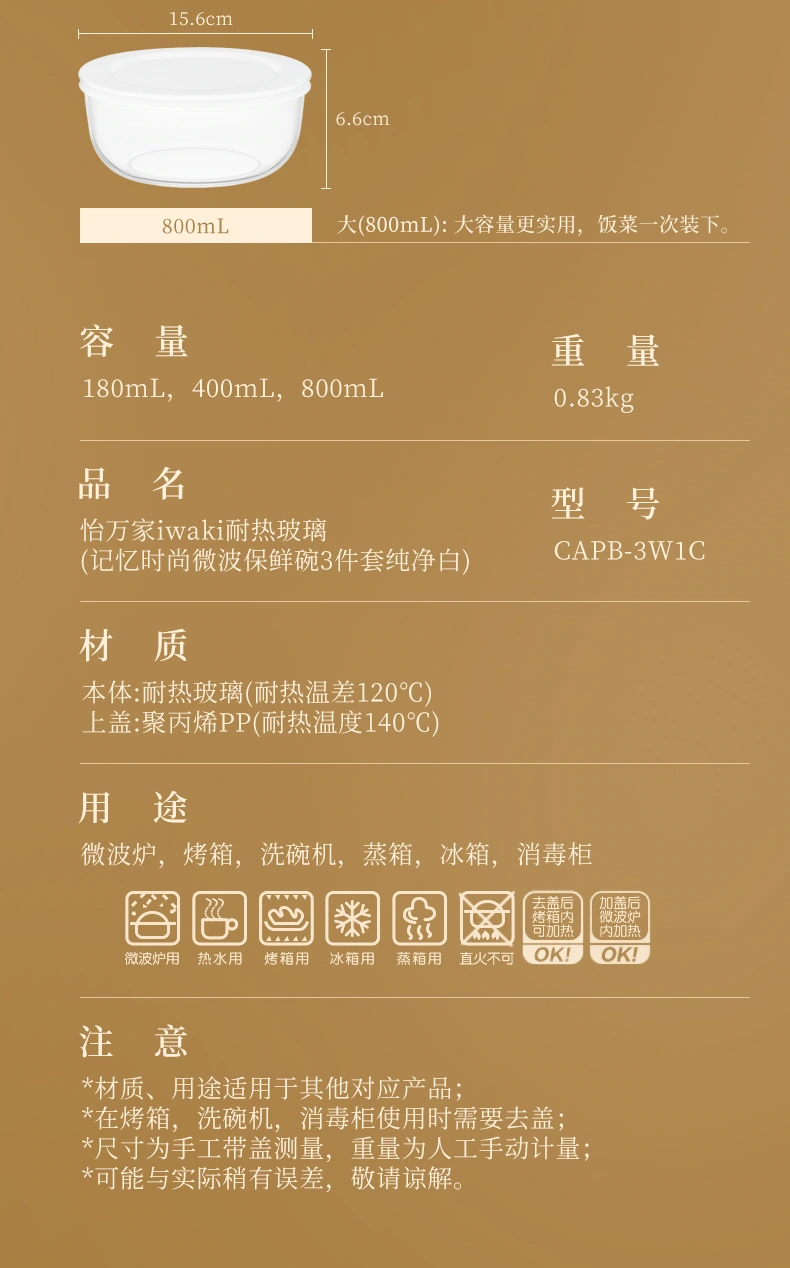 15.6cm
6.6cm
800mL
大(800mL): 大容量更实用，饭菜一次装下。
容 量
180mL，400mL，800mL
重 量
0.83kg
品 名
怡万家iwaki耐热玻璃
(记忆时尚微波保鲜碗3件套纯净白)
型 号
CAPB-3W1C
材 质
本体:耐热玻璃(耐热温差120℃)
上盖:聚丙烯PP(耐热温度140℃)
用 途
微波炉，烤箱，洗碗机，蒸箱，冰箱，消毒柜
微波炉用
热水用
烤箱用
冰箱用
蒸箱用
直火不可
去盖后
烤箱内
可加热
OK!
加盖后
微波炉
内加热
OK!
注 意
*材质、用途适用于其他对应产品；
*在烤箱，洗碗机，消毒柜使用时需要去盖；
*尺寸为手工带盖测量，重量为人工手动计量；
*可能与实际稍有误差，敬请谅解。